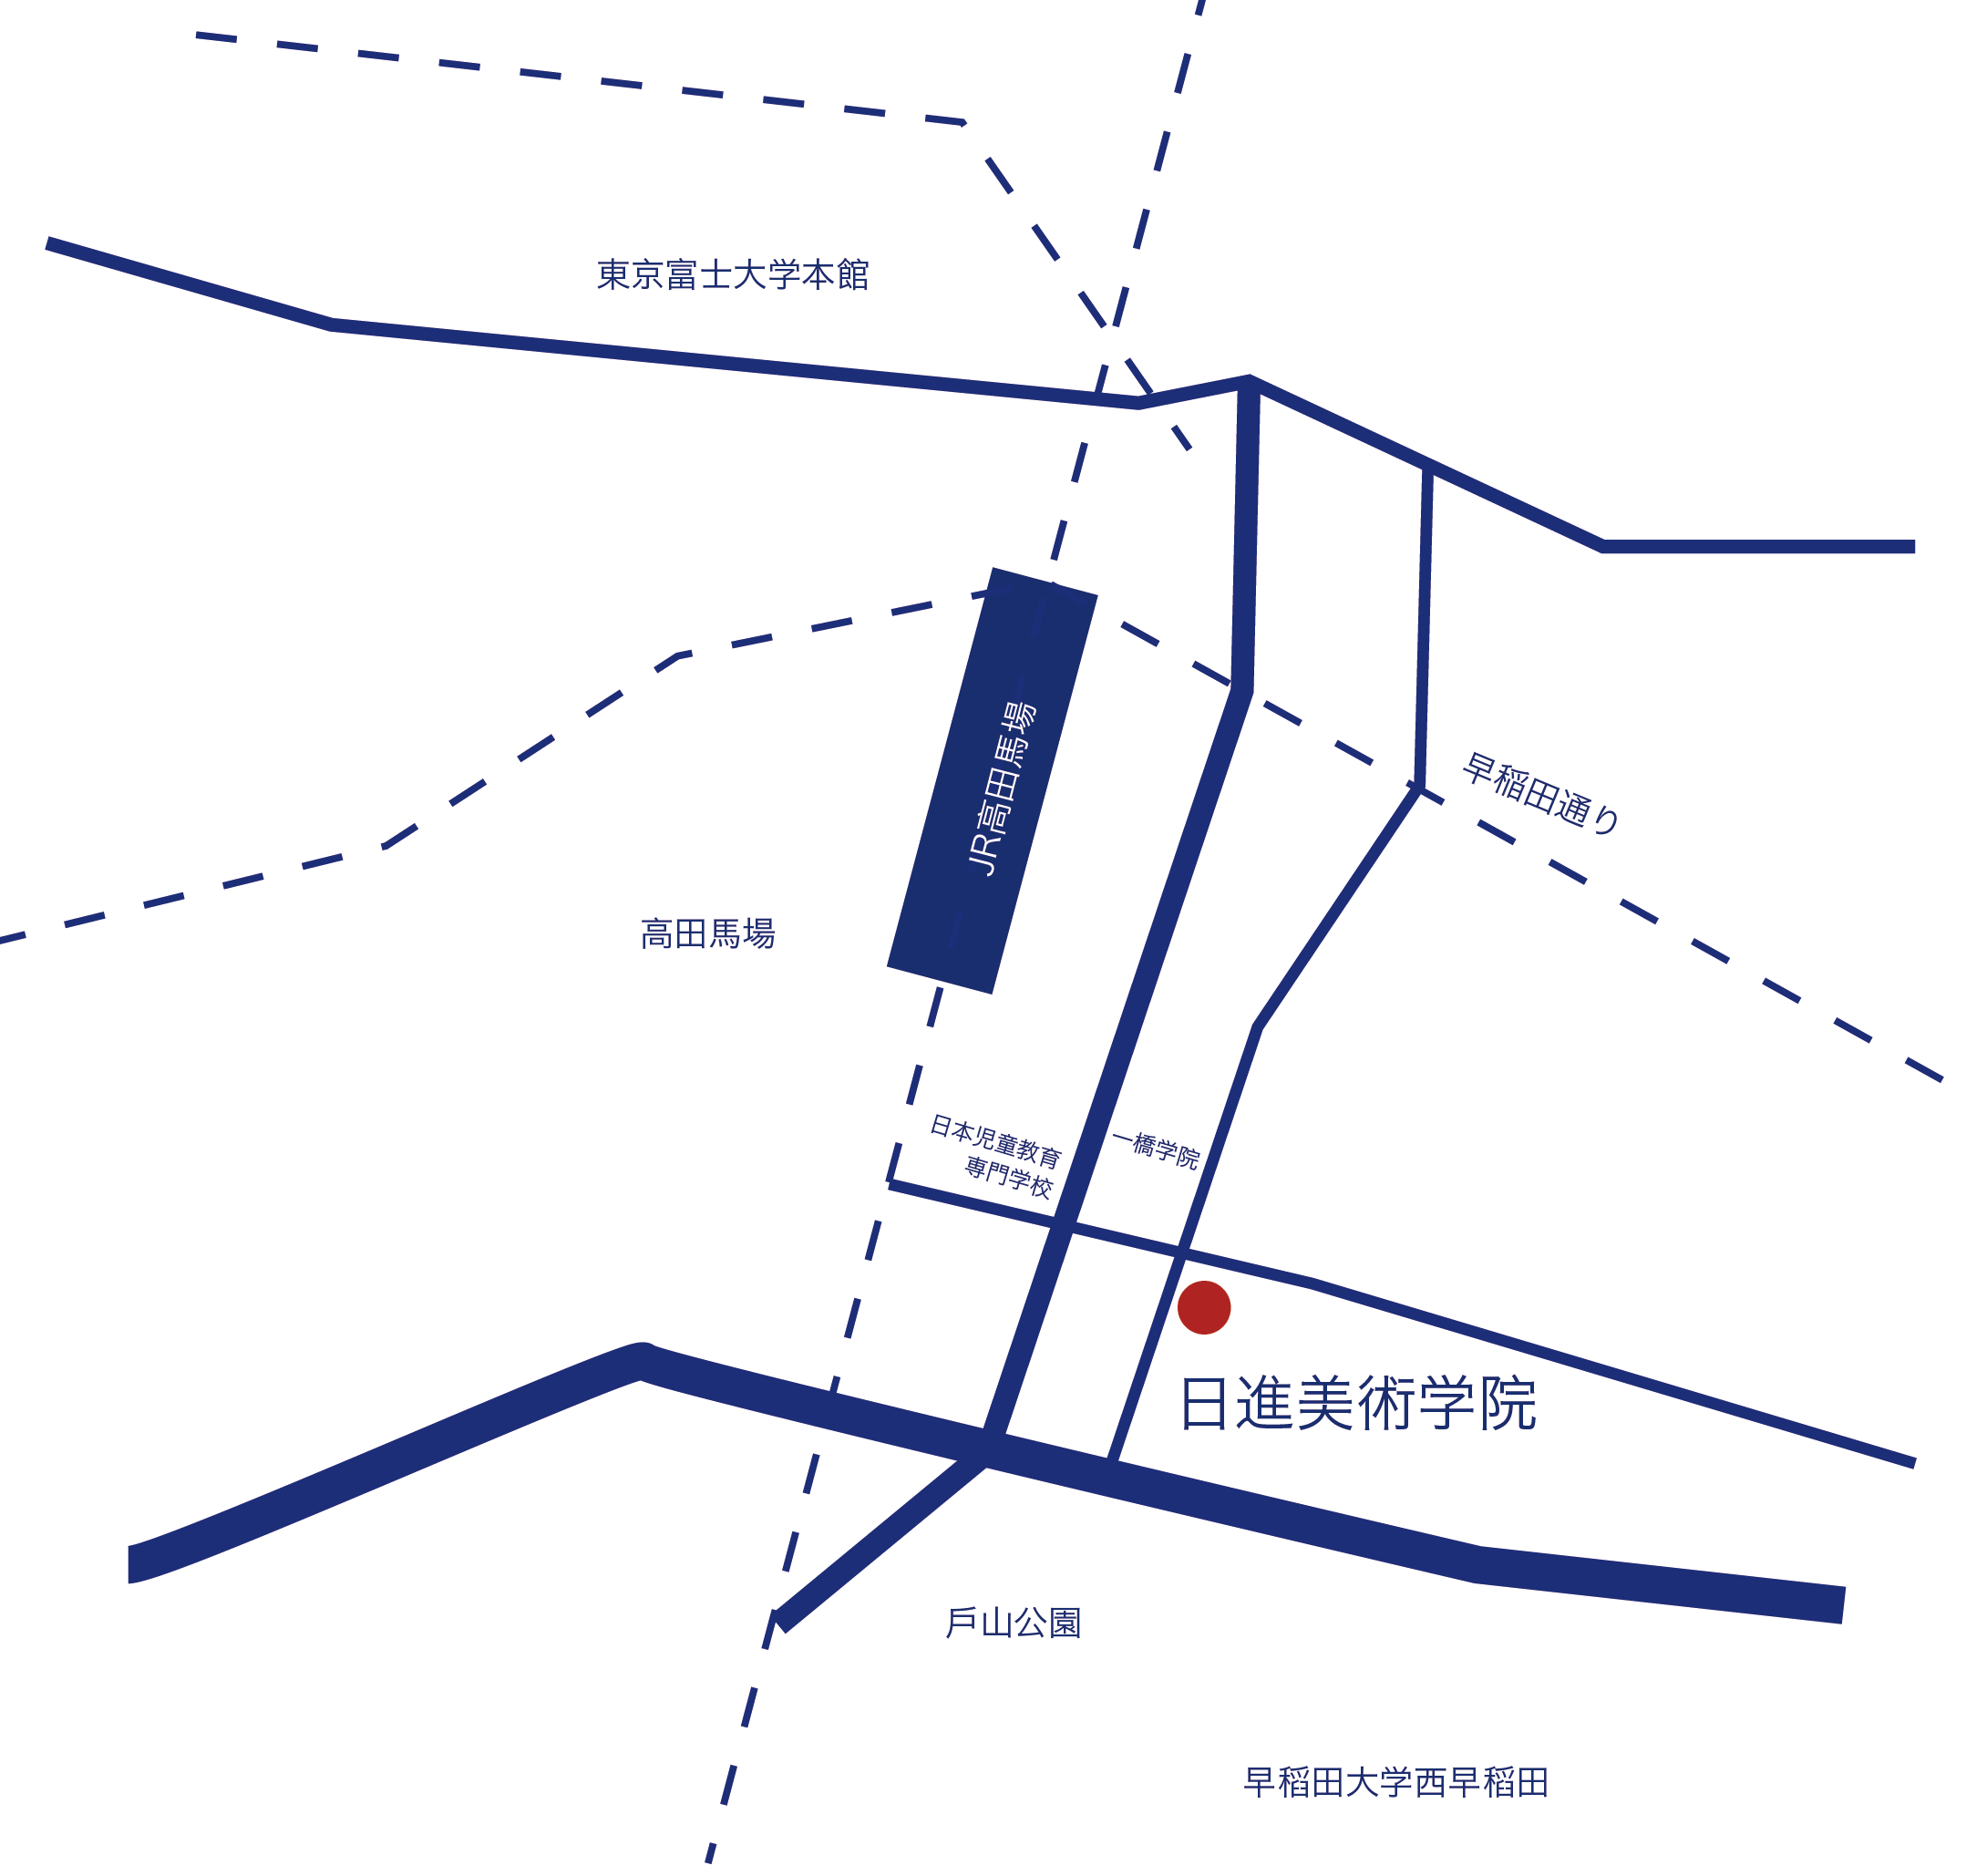 東京富士大学本館
JR高田馬場
早稲田通り
高田馬場
日本児童教育
専門学校
一橋学院
日進美術学院
戸山公園
早稲田大学西早稲田